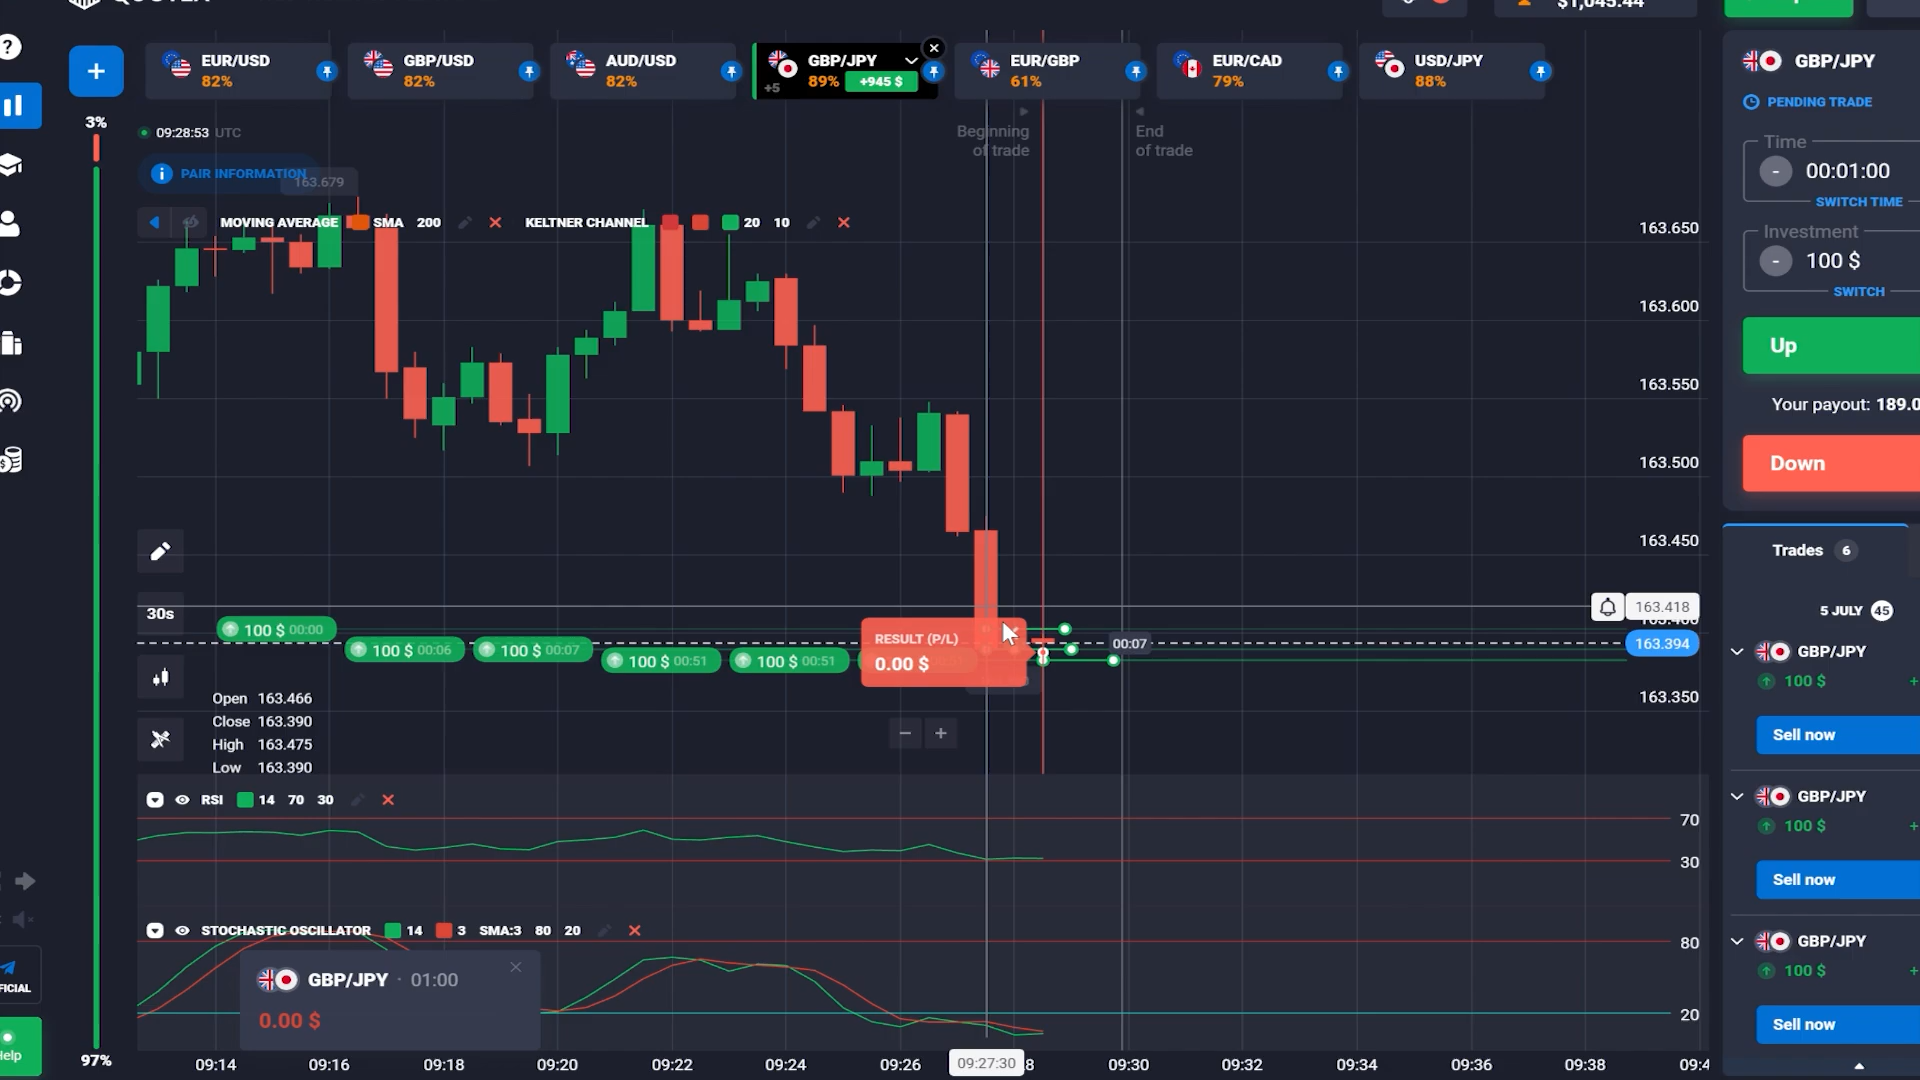 $1,045.44
EUR/USD
82%
GBP/USD
82%
AUD/USD
82%
GBP/JPY
+5
89%
+945 $
EUR/GBP
61%
EUR/CAD
79%
USD/JPY
88%
GBP/JPY
PENDING TRADE
3%
09:28:53 UTC
Beginning
of trade
End
of trade
PAIR INFORMATION
163.679
MOVING AVERAGE SMA 200
KELTNER CHANNEL 20 10
Time
- 00:01:00
SWITCH TIME
Investment
- 100 $
SWITCH
Up
Your payout: 189.0
Down
163.650
163.600
163.550
163.500
163.450
163.418
163.394
163.350
30s
100 $ 00:00
100 $ 00:06
100 $ 00:07
100 $ 00:51
100 $ 00:51
RESULT (P/L)
0.00 $
00:07
Open 163.466
Close 163.390
High 163.475
Low 163.390
Trades 6
5 JULY 45
GBP/JPY
100 $
Sell now
GBP/JPY
100 $
Sell now
GBP/JPY
100 $
Sell now
RSI 14 70 30
70
30
STOCHASTIC OSCILLATOR 14 3 SMA:3 80 20
80
20
GBP/JPY · 01:00
0.00 $
97%
09:14
09:16
09:18
09:20
09:22
09:24
09:26
09:27:30
09:30
09:32
09:34
09:36
09:38